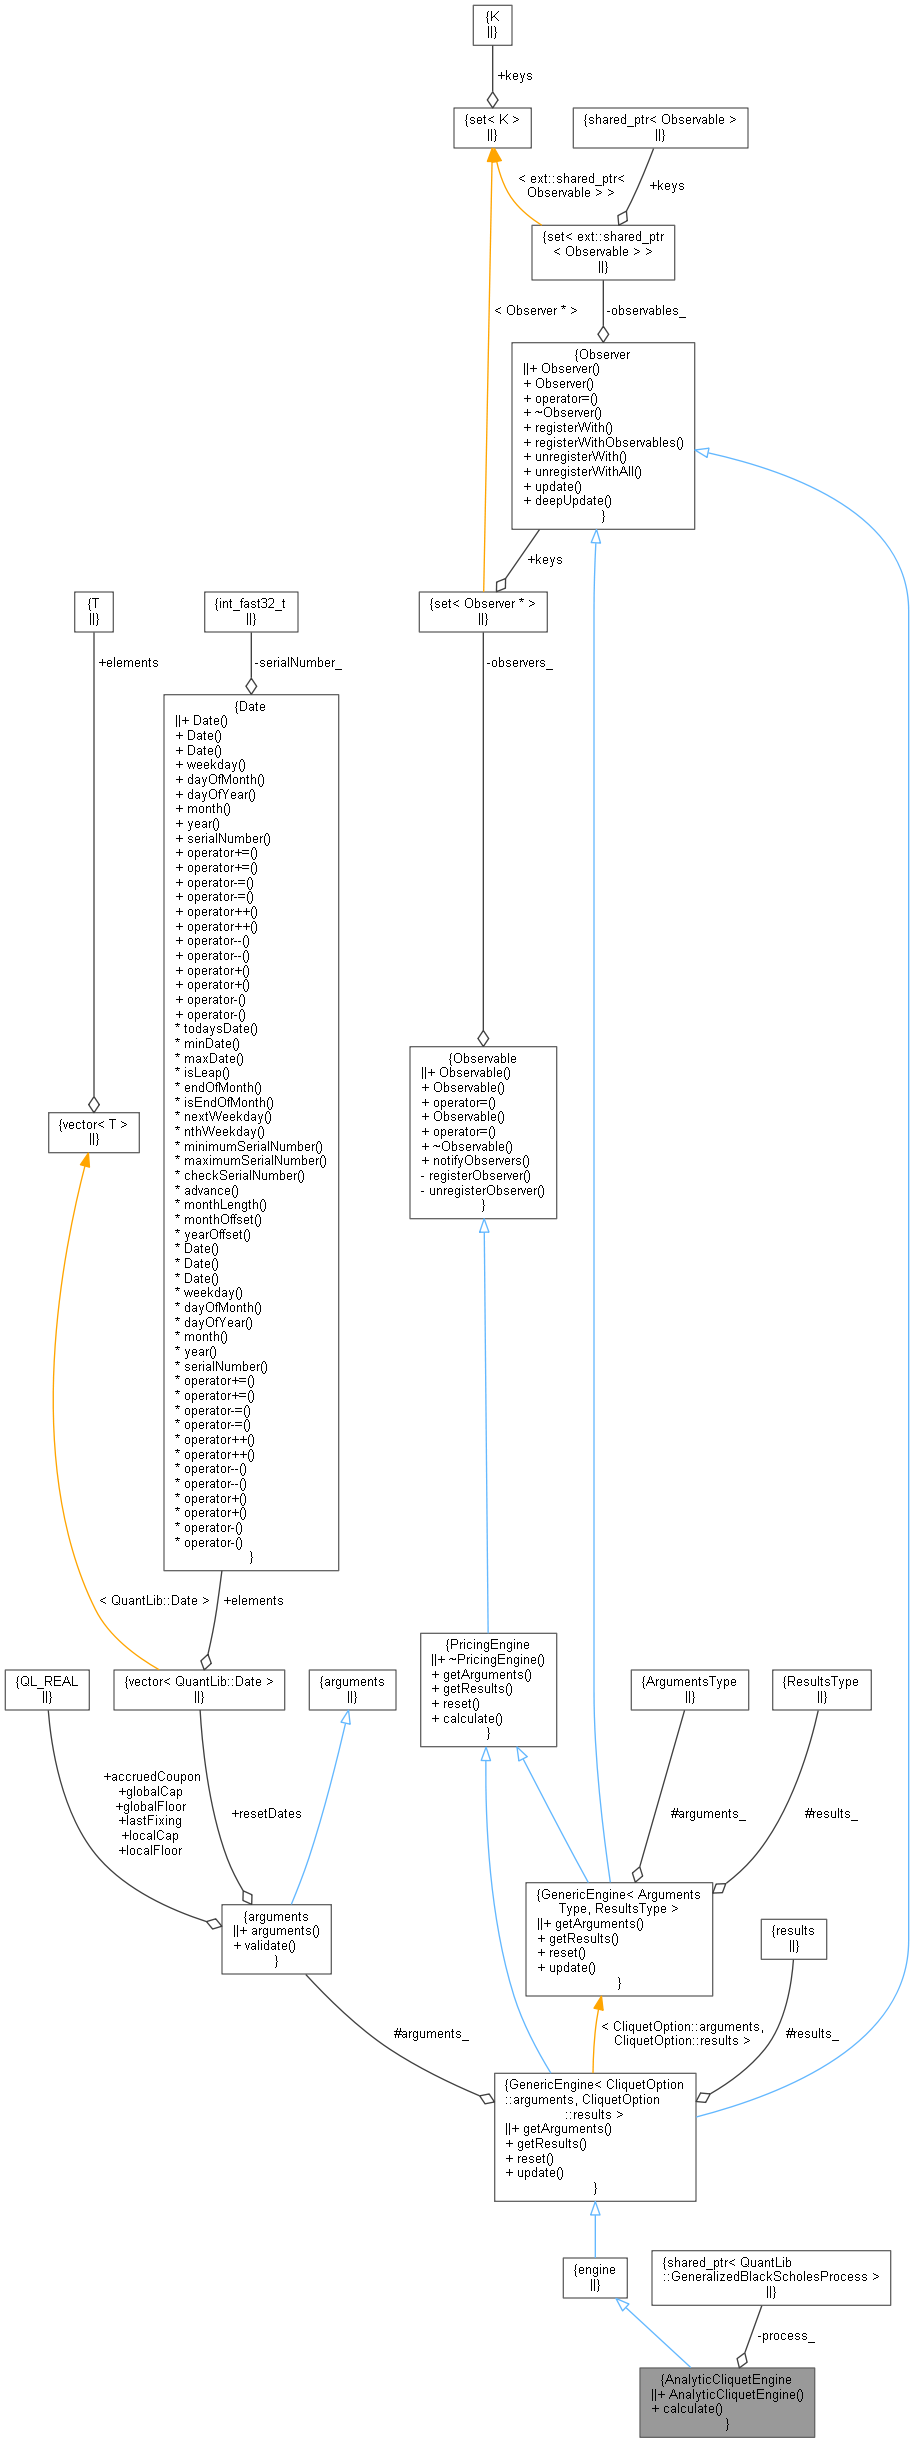 {K
||}
+keys
{set< K >
||}
{shared_ptr< Observable >
||}
< ext::shared_ptr<
Observable > >
+keys
{set< ext::shared_ptr
< Observable > >
||}
< Observer * >
-observables_
{Observer
||+ Observer()
+ Observer()
+ operator=()
+ ~Observer()
+ registerWith()
+ registerWithObservables()
+ unregisterWith()
+ unregisterWithAll()
+ update()
+ deepUpdate()
}
+keys
{T
||}
{int_fast32_t
||}
{set< Observer * >
||}
+elements
-serialNumber_
-observers_
{Date
||+ Date()
+ Date()
+ Date()
+ weekday()
+ dayOfMonth()
+ dayOfYear()
+ month()
+ year()
+ serialNumber()
+ operator+=()
+ operator+=()
+ operator-=()
+ operator-=()
+ operator++()
+ operator++()
+ operator--()
+ operator--()
+ operator+()
+ operator+()
+ operator-()
+ operator-()
* todaysDate()
* minDate()
* maxDate()
* isLeap()
* endOfMonth()
* isEndOfMonth()
* nextWeekday()
* nthWeekday()
* minimumSerialNumber()
* maximumSerialNumber()
* checkSerialNumber()
* advance()
* monthLength()
* monthOffset()
* yearOffset()
* Date()
* Date()
* Date()
* weekday()
* dayOfMonth()
* dayOfYear()
* month()
* year()
* serialNumber()
* operator+=()
* operator+=()
* operator-=()
* operator-=()
* operator++()
* operator++()
* operator--()
* operator--()
* operator+()
* operator+()
* operator-()
* operator-()
}
{Observable
||+ Observable()
+ Observable()
+ operator=()
+ Observable()
+ operator=()
+ ~Observable()
+ notifyObservers()
- registerObserver()
- unregisterObserver()
}
{vector< T >
||}
< QuantLib::Date >
+elements
{PricingEngine
||+ ~PricingEngine()
+ getArguments()
+ getResults()
+ reset()
+ calculate()
}
{QL_REAL
||}
{vector< QuantLib::Date >
||}
{arguments
||}
{ArgumentsType
||}
{ResultsType
||}
+accruedCoupon
+globalCap
+globalFloor
+lastFixing
+localCap
+localFloor
+resetDates
#arguments_
#results_
{GenericEngine< Arguments
Type, ResultsType >
||+ getArguments()
+ getResults()
+ reset()
+ update()
}
{arguments
||+ arguments()
+ validate()
}
{results
||}
#arguments_
< CliquetOption::arguments,
CliquetOption::results >
#results_
{GenericEngine< CliquetOption
::arguments, CliquetOption
::results >
||+ getArguments()
+ getResults()
+ reset()
+ update()
}
{engine
||}
{shared_ptr< QuantLib
::GeneralizedBlackScholesProcess >
||}
-process_
{AnalyticCliquetEngine
||+ AnalyticCliquetEngine()
+ calculate()
}